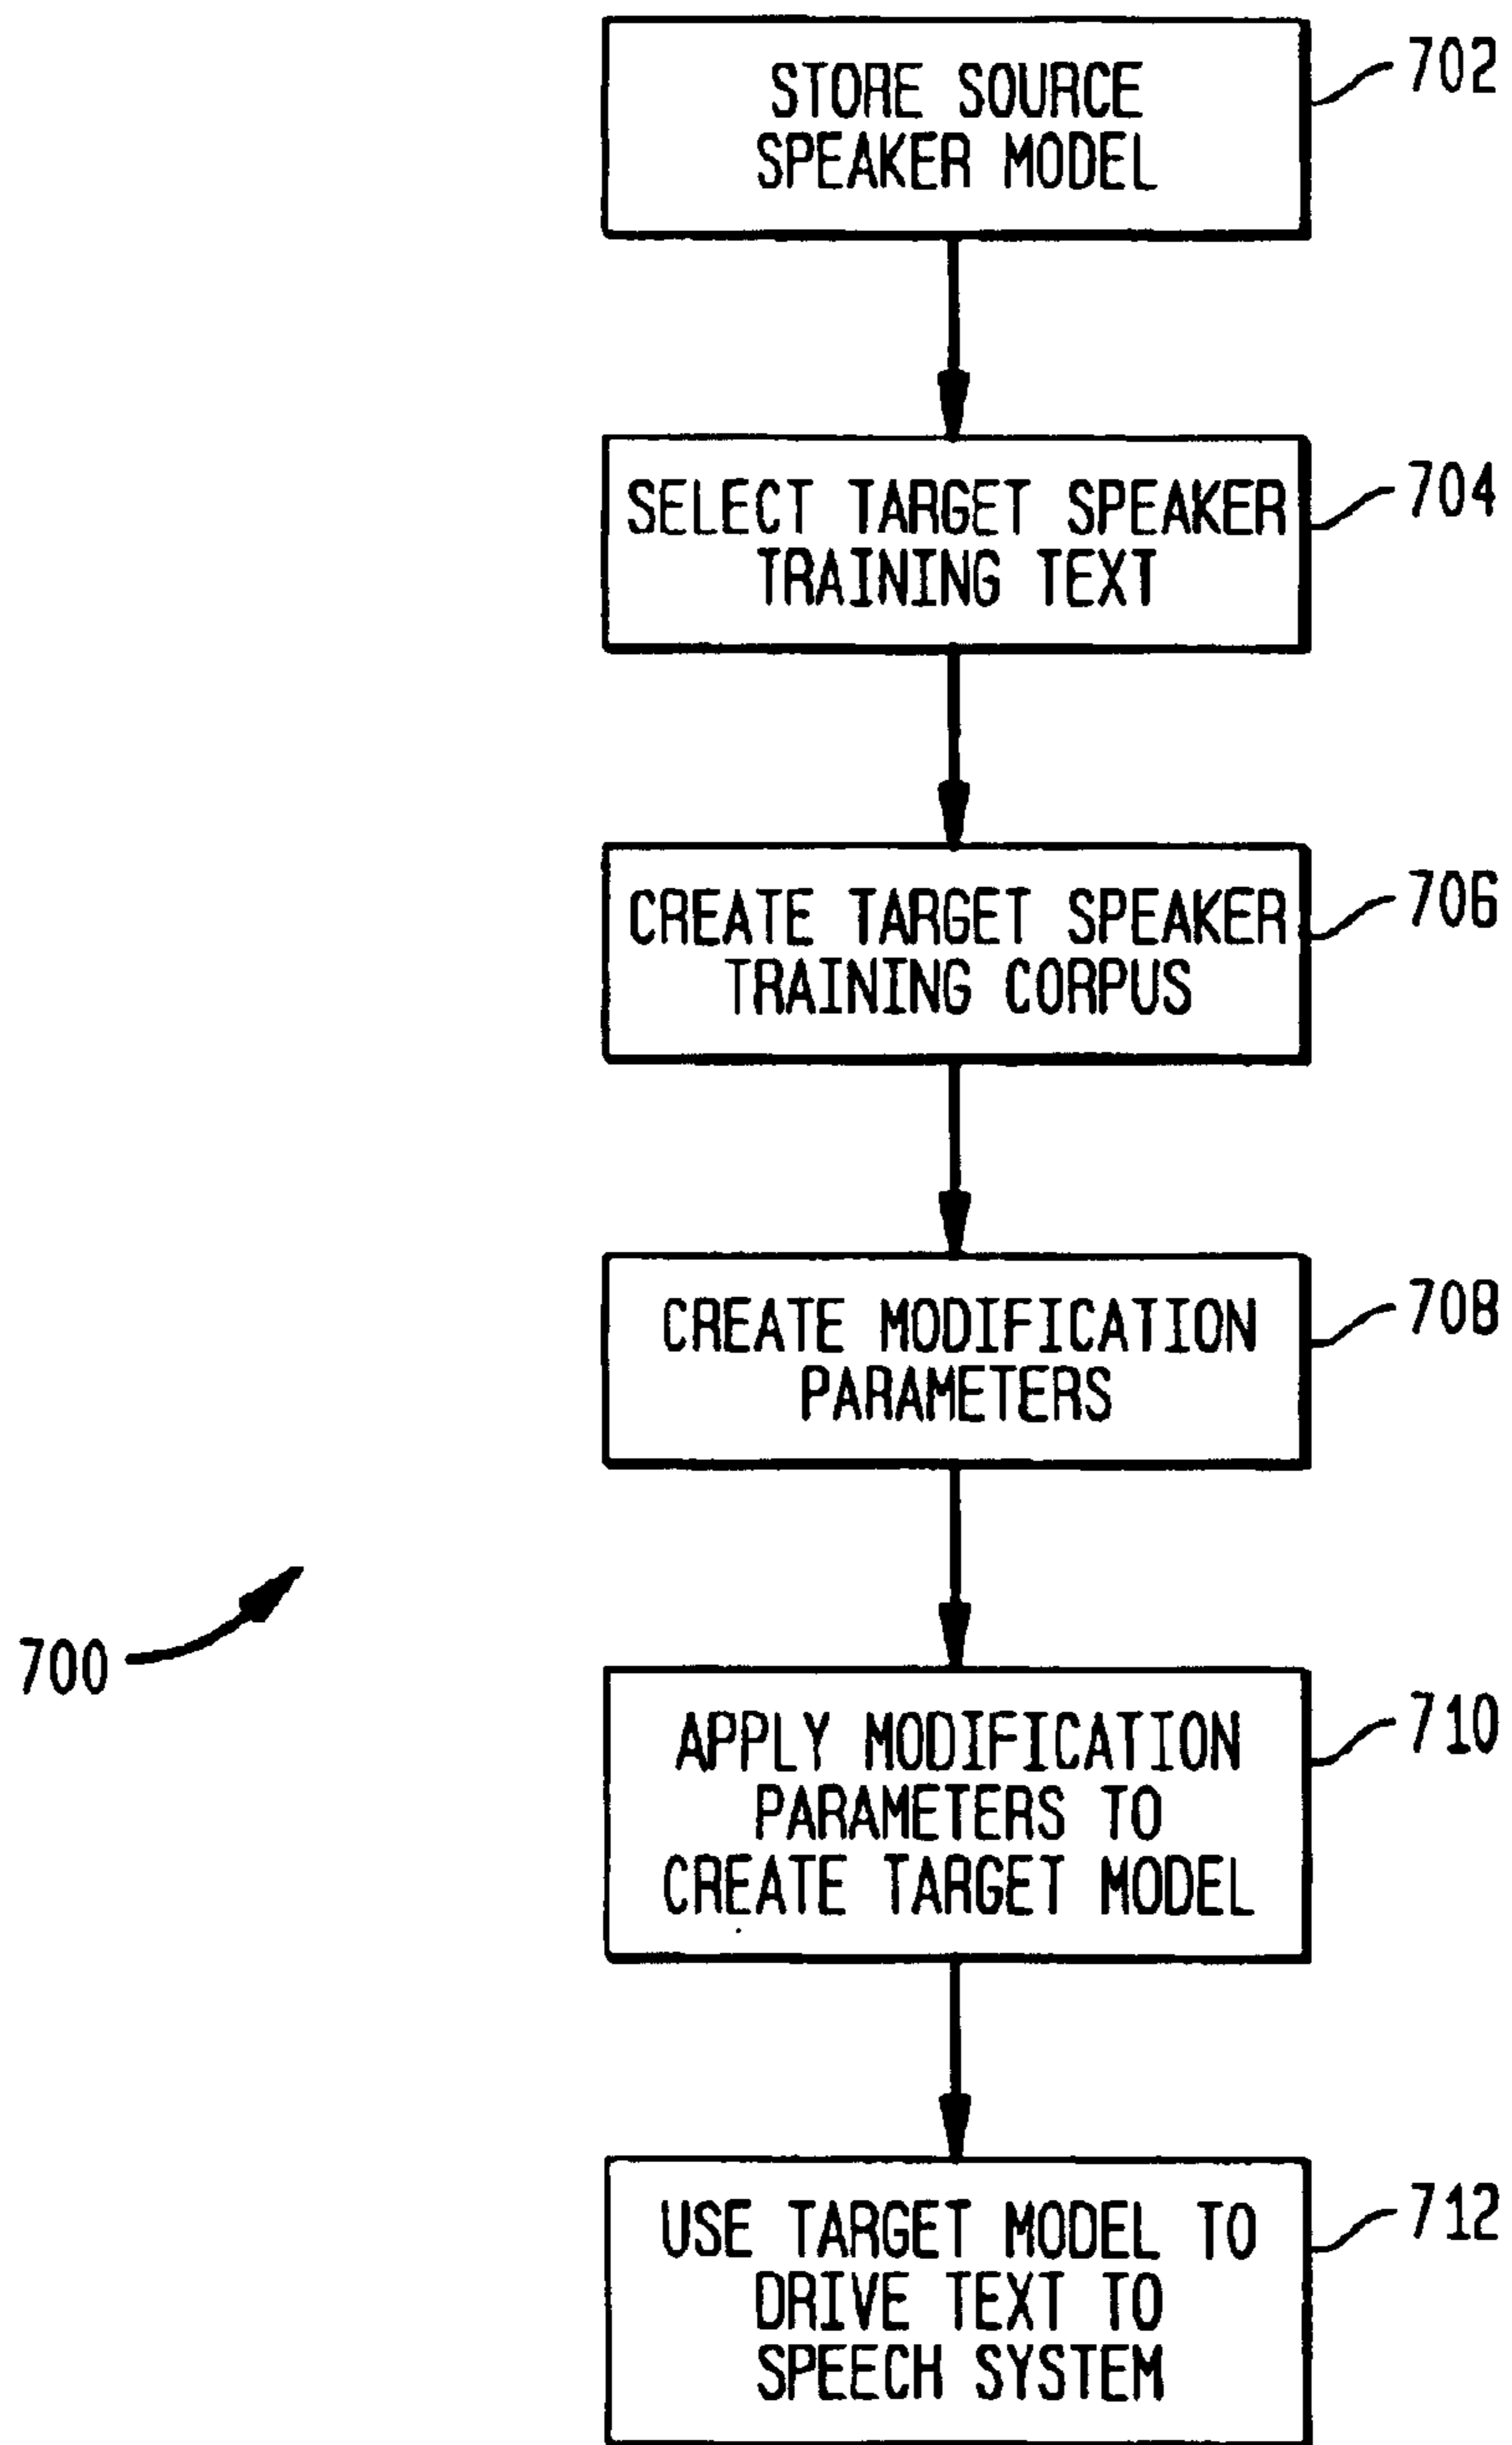 STORE SOURCE
SPEAKER MODEL
702
SELECT TARGET SPEAKER
TRAINING TEXT
704
CREATE TARGET SPEAKER
TRAINING CORPUS
706
CREATE MODIFICATION
PARAMETERS
708
700
APPLY MODIFICATION
PARAMETERS TO
CREATE TARGET MODEL
710
USE TARGET MODEL TO
DRIVE TEXT TO
SPEECH SYSTEM
712